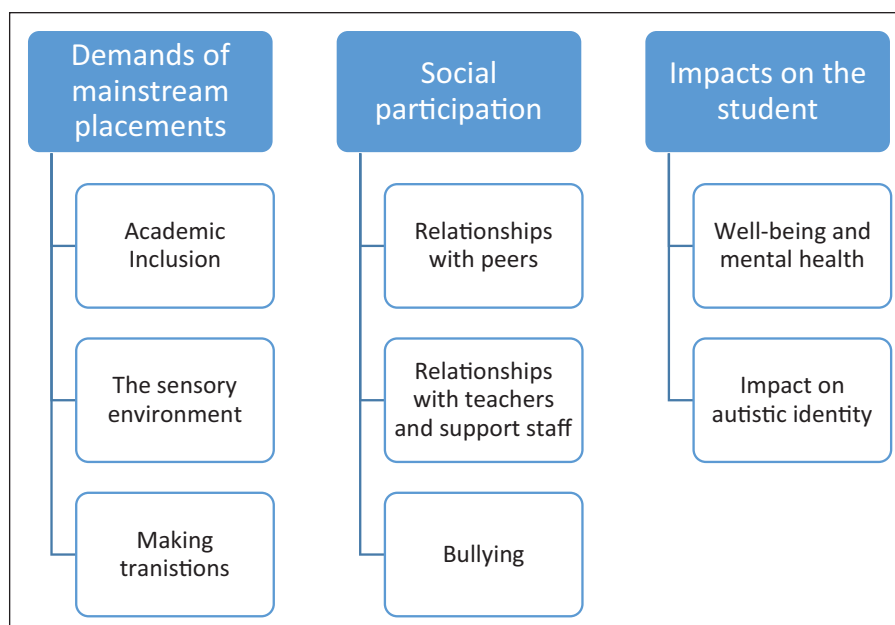 Demands of
mainstream
placements
Academic
Inclusion
The sensory
environment
Making
tranistions
Social
participation
Relationships
with peers
Relationships
with teachers
and support staff
Bullying
Impacts on the
student
Well-being and
mental health
Impact on
autistic identity